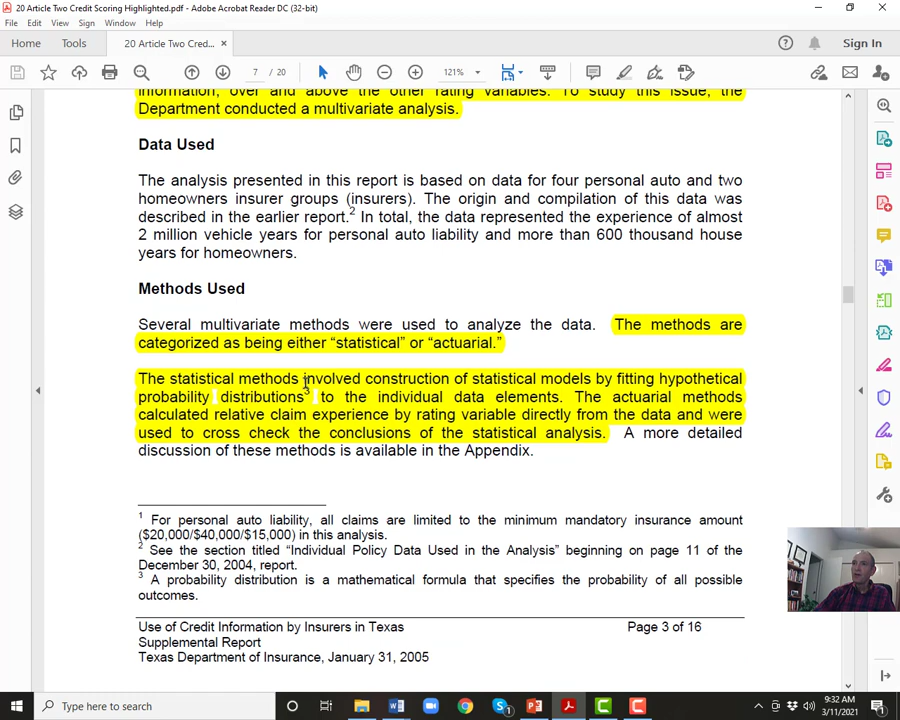 20 Article Two Credit Scoring Highlighted.pdf - Adobe Acrobat Reader DC (32-bit)
File Edit View Sign Window Help
Home Tools 20 Article Two Cred... × Sign In
7 / 20 121%
information, over and above the other rating variables. To study this issue, the
Department conducted a multivariate analysis.
Data Used
The analysis presented in this report is based on data for four personal auto and two
homeowners insurer groups (insurers). The origin and compilation of this data was
described in the earlier report.2 In total, the data represented the experience of almost
2 million vehicle years for personal auto liability and more than 600 thousand house
years for homeowners.
Methods Used
Several multivariate methods were used to analyze the data. The methods are
categorized as being either “statistical” or “actuarial.”
The statistical methods involved construction of statistical models by fitting hypothetical
probability distributions3 to the individual data elements. The actuarial methods
calculated relative claim experience by rating variable directly from the data and were
used to cross check the conclusions of the statistical analysis. A more detailed
discussion of these methods is available in the Appendix.
1 For personal auto liability, all claims are limited to the minimum mandatory insurance amount
($20,000/$40,000/$15,000) in this analysis.
2 See the section titled “Individual Policy Data Used in the Analysis” beginning on page 11 of the
December 30, 2004, report.
3 A probability distribution is a mathematical formula that specifies the probability of all possible
outcomes.
Use of Credit Information by Insurers in Texas Page 3 of 16
Supplemental Report
Texas Department of Insurance, January 31, 2005
Type here to search
9:32 AM
3/11/2021